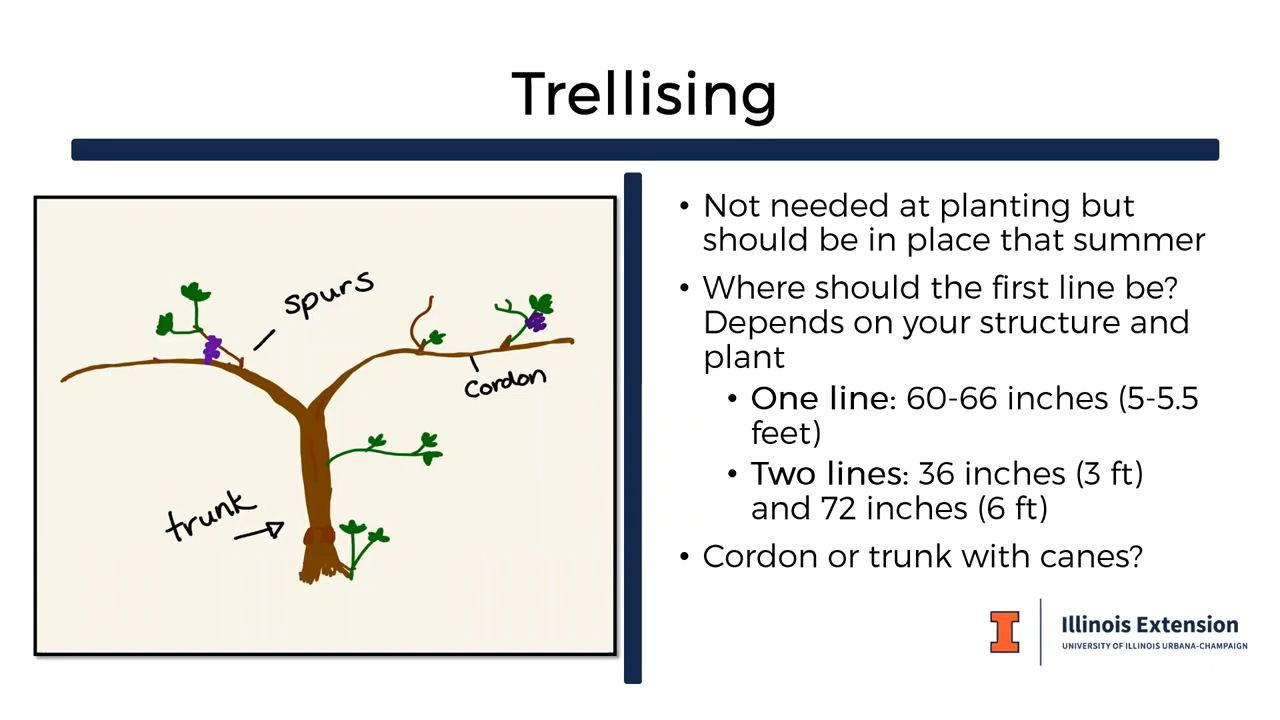 Trellising
spurs
Cordon
trunk
• Not needed at planting but
should be in place that summer
• Where should the first line be?
Depends on your structure and
plant
• One line: 60-66 inches (5-5.5
feet)
• Two lines: 36 inches (3 ft)
and 72 inches (6 ft)
• Cordon or trunk with canes?
Illinois Extension
UNIVERSITY OF ILLINOIS URBANA-CHAMPAIGN